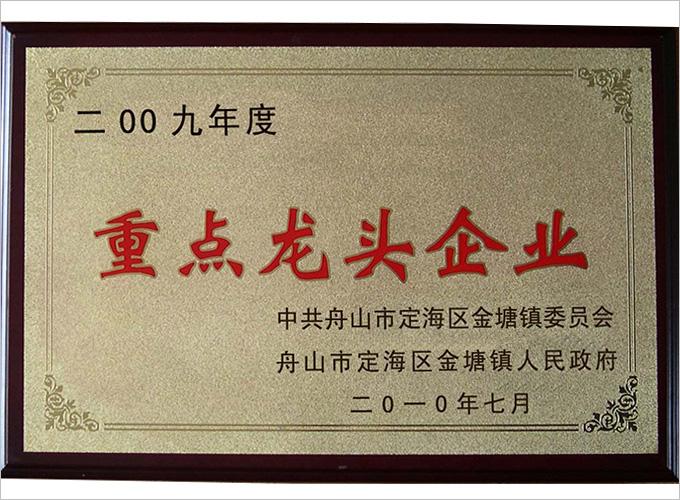 二00九年度
重点龙头企业
中共舟山市定海区金塘镇委员会
舟山市定海区金塘镇人民政府
二0一0年七月